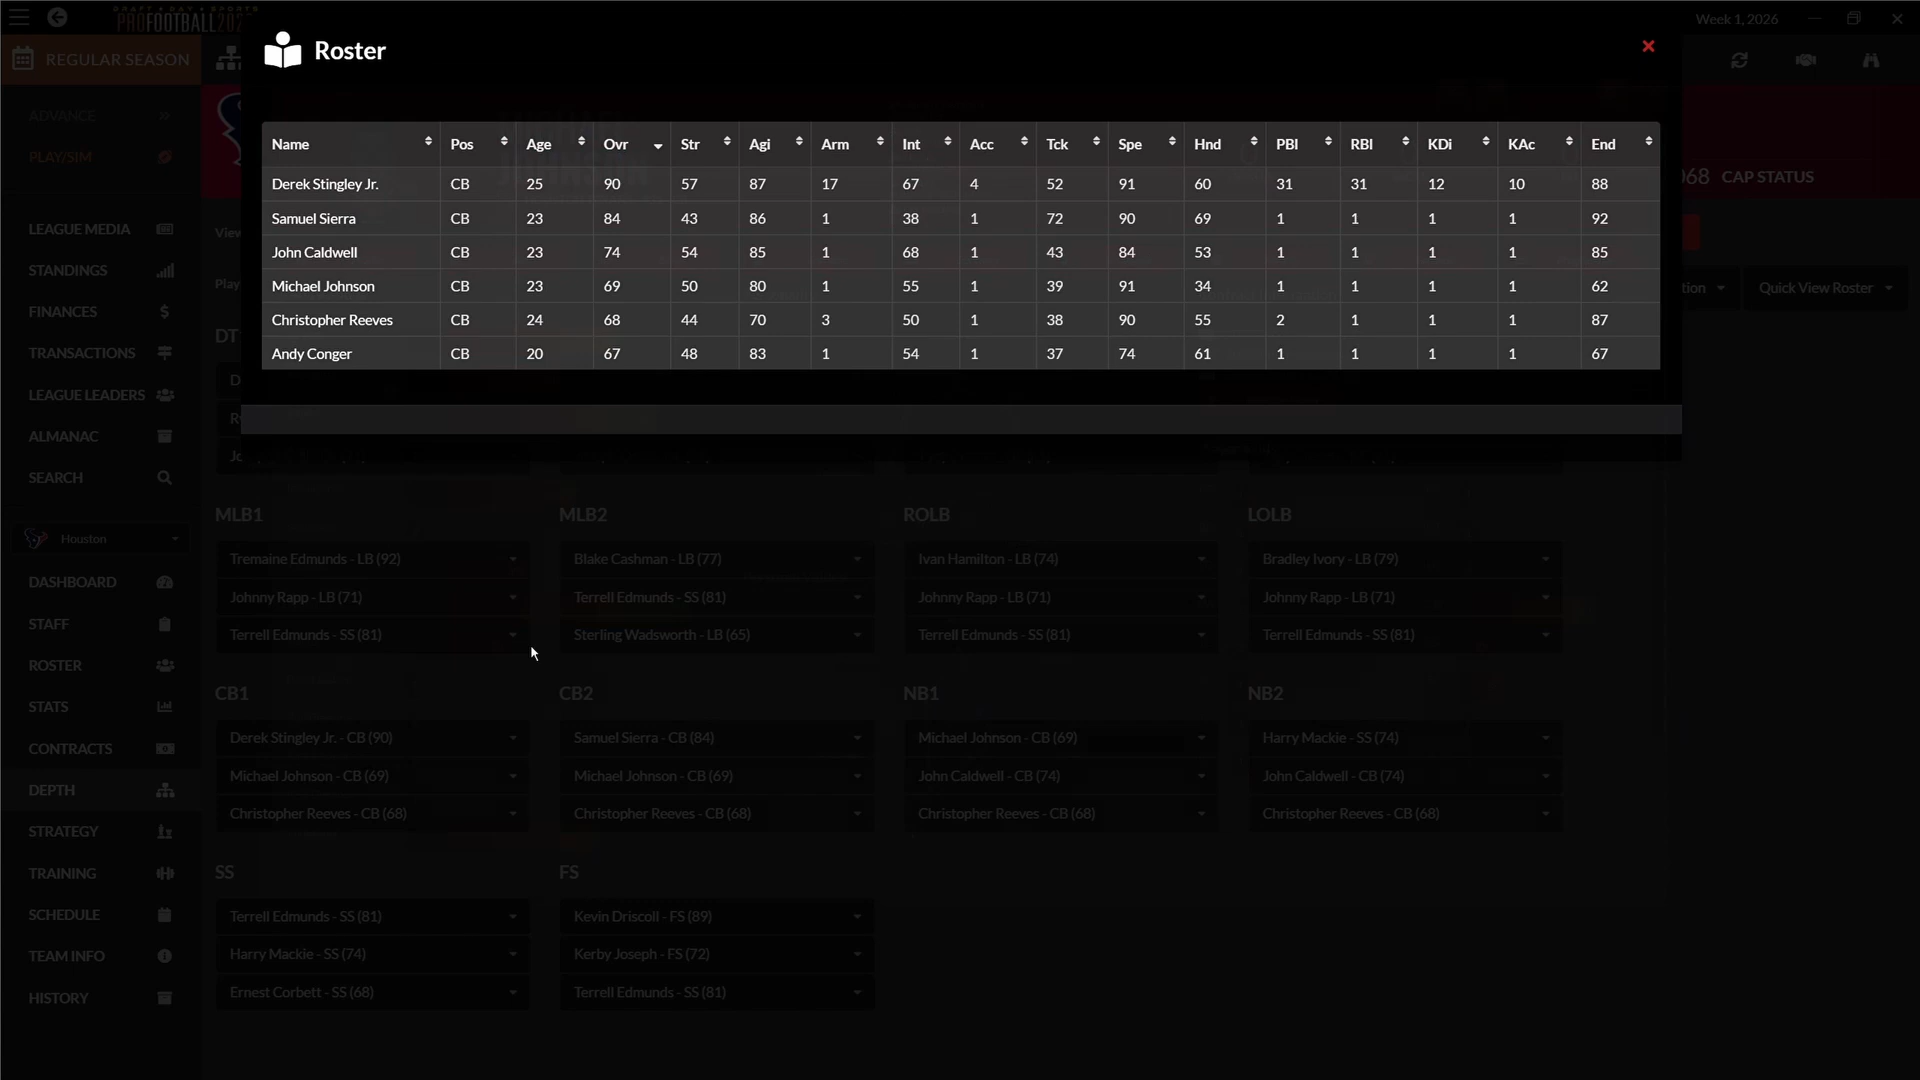 DRAFT • DAY • SPORTS
PROFOOTBALL202
Week 1, 2026
REGULAR SEASON
Roster
ADVANCE
PLAY/SIM
068 CAP STATUS
Name Pos Age Ovr Str Agi Arm Int Acc Tck Spe Hnd PBl RBl KDi KAc End
Derek Stingley Jr. CB 25 90 57 87 17 67 4 52 91 60 31 31 12 10 88
Samuel Sierra CB 23 84 43 86 1 38 1 72 90 69 1 1 1 1 92
John Caldwell CB 23 74 54 85 1 68 1 43 84 53 1 1 1 1 85
Michael Johnson CB 23 69 50 80 1 55 1 39 91 34 1 1 1 1 62
Christopher Reeves CB 24 68 44 70 3 50 1 38 90 55 2 1 1 1 87
Andy Conger CB 20 67 48 83 1 54 1 37 74 61 1 1 1 1 67
Quick View Roster
LEAGUE MEDIA
STANDINGS
FINANCES
TRANSACTIONS
LEAGUE LEADERS
ALMANAC
SEARCH
Houston
DASHBOARD
STAFF
ROSTER
STATS
CONTRACTS
DEPTH
STRATEGY
TRAINING
SCHEDULE
TEAM INFO
HISTORY
MLB1 MLB2 ROLB LOLB
Tremaine Edmunds - LB (92) Blake Cashman - LB (77) Ivan Hamilton - LB (74) Bradley Ivory - LB (79)
Johnny Rapp - LB (71) Terrell Edmunds - SS (81) Johnny Rapp - LB (71) Johnny Rapp - LB (71)
Terrell Edmunds - SS (81) Sterling Wadsworth - LB (65) Terrell Edmunds - SS (81) Terrell Edmunds - SS (81)
CB1 CB2 NB1 NB2
Derek Stingley Jr. - CB (90) Samuel Sierra - CB (84) Michael Johnson - CB (69) Harry Mackie - SS (74)
Michael Johnson - CB (69) Michael Johnson - CB (69) John Caldwell - CB (74) John Caldwell - CB (74)
Christopher Reeves - CB (68) Christopher Reeves - CB (68) Christopher Reeves - CB (68) Christopher Reeves - CB (68)
SS FS
Terrell Edmunds - SS (81) Kevin Driscoll - FS (89)
Harry Mackie - SS (74) Kerby Joseph - FS (72)
Ernest Corbett - SS (68) Terrell Edmunds - SS (81)